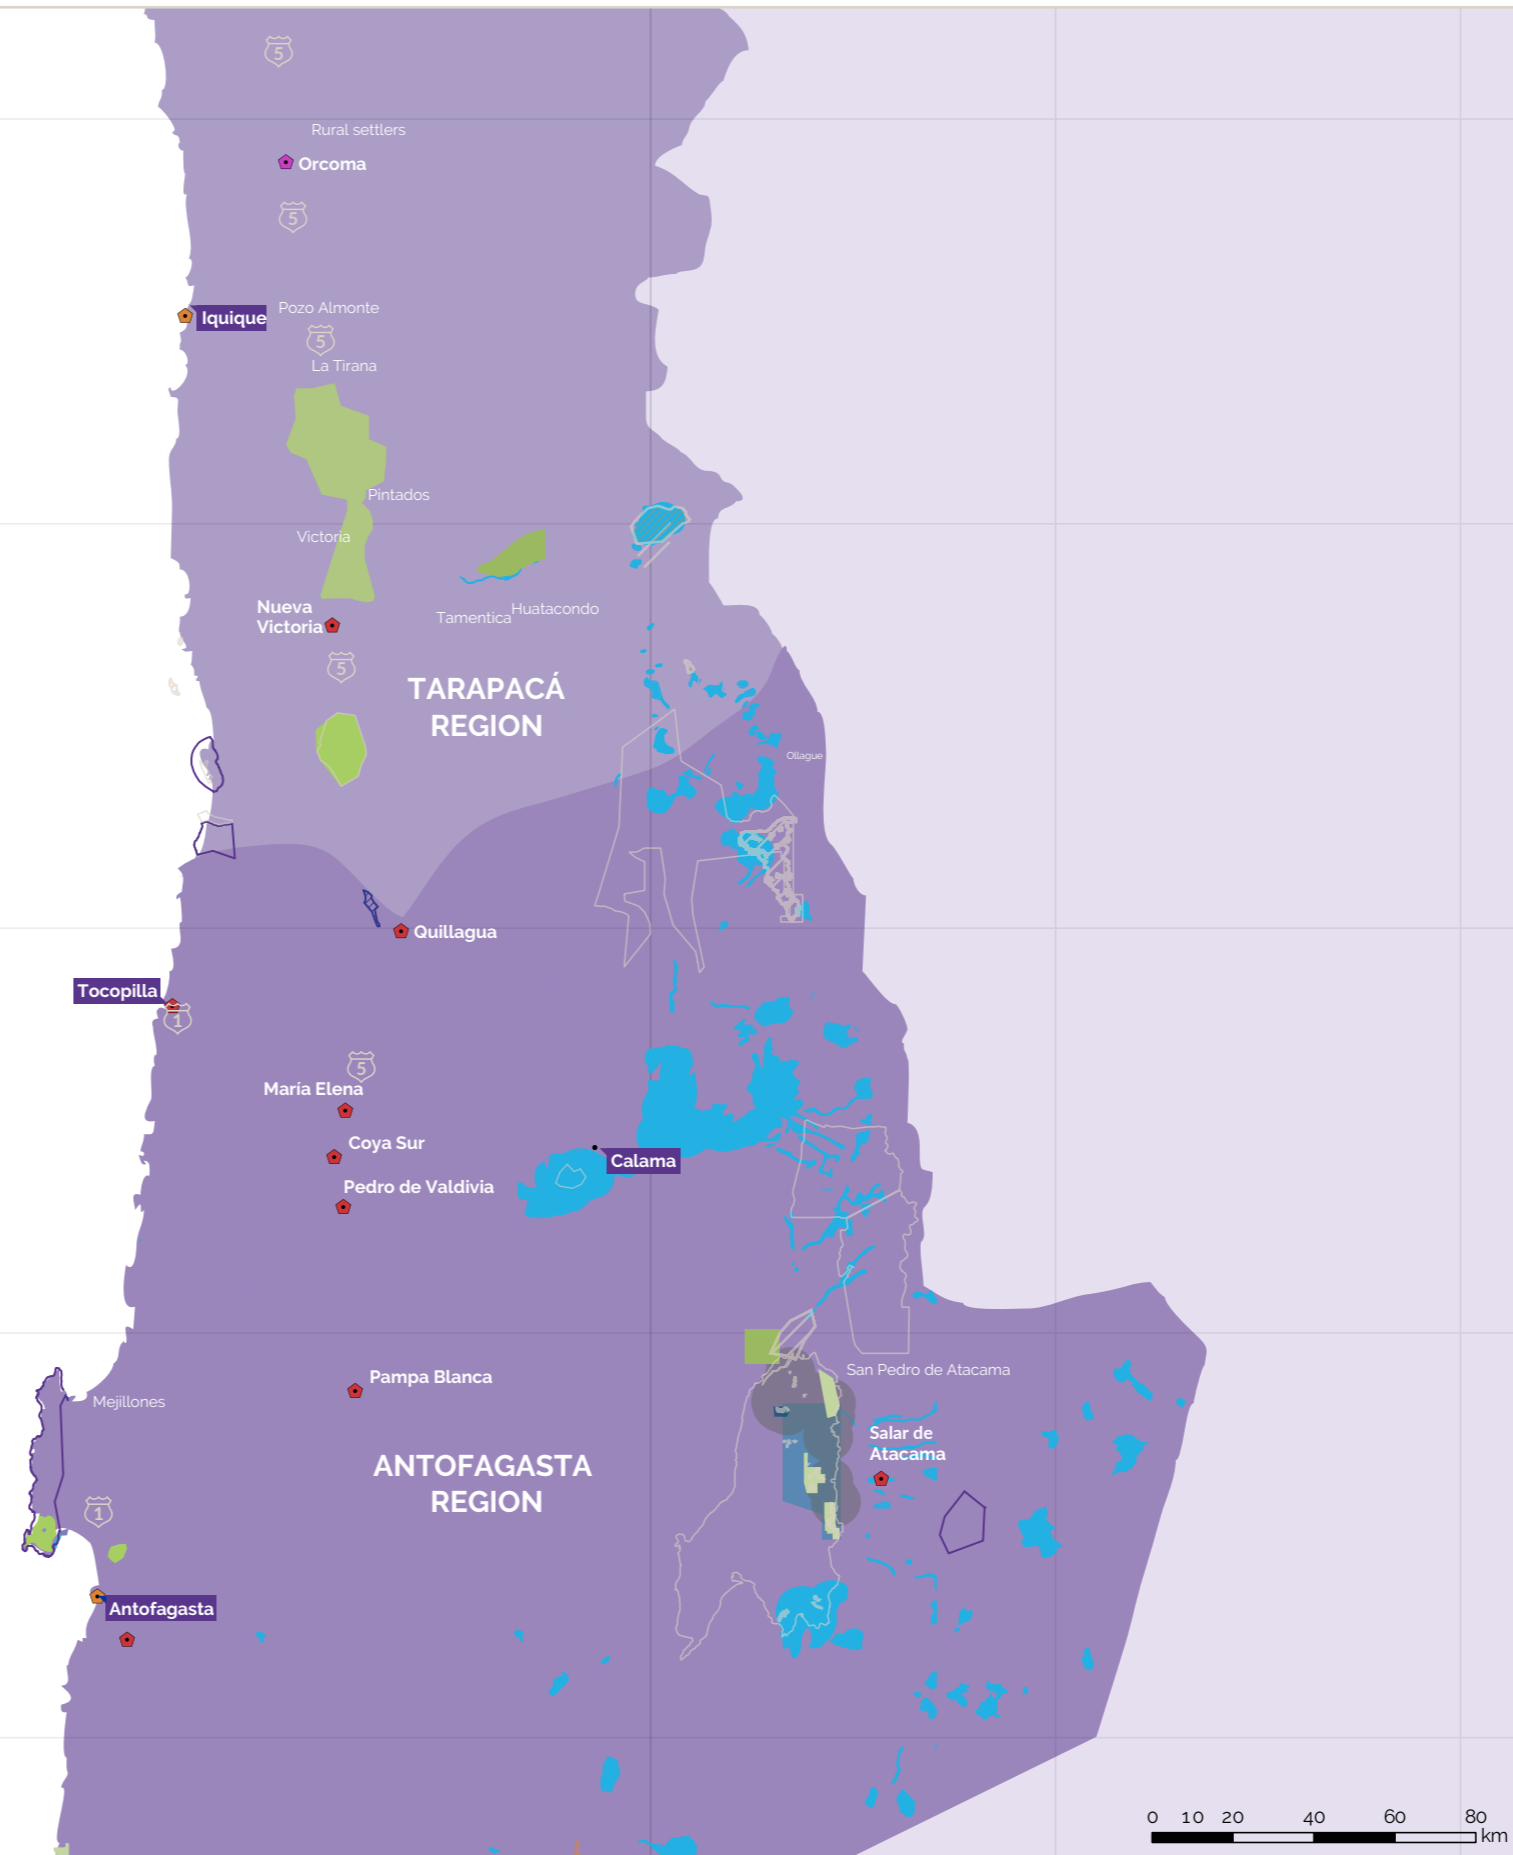 5
Rural settlers
Orcoma
5
Iquique
Pozo Almonte
5
La Tirana
Pintados
Victoria
Nueva
Victoria
Tamentica
Huatacondo
5
TARAPACÁ
REGION
Ollague
Quillagua
Tocopilla
1
5
María Elena
Coya Sur
Calama
Pedro de Valdivia
San Pedro de Atacama
Pampa Blanca
Mejillones
Salar de
Atacama
ANTOFAGASTA
REGION
1
Antofagasta
0 10 20 40 60 80
km